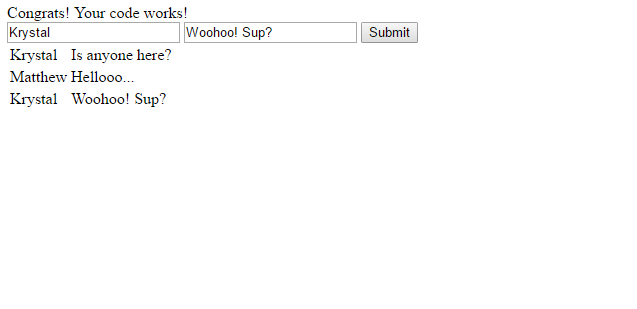 Congrats! Your code works!
Krystal Woohoo! Sup? Submit
Krystal Is anyone here?
Matthew Hellooo...
Krystal Woohoo! Sup?